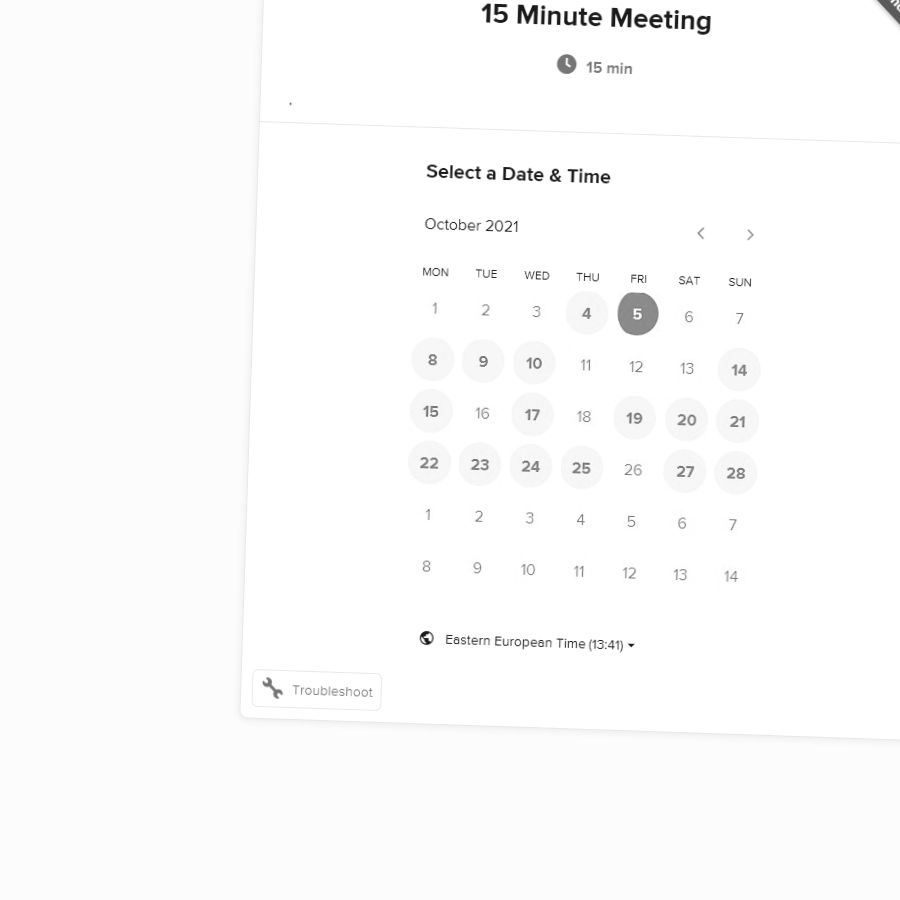 15 Minute Meeting
15 min
.
Select a Date & Time
October 2021
MON TUE WED THU FRI SAT SUN
1 2 3 4 5 6 7
8 9 10 11 12 13 14
15 16 17 18 19 20 21
22 23 24 25 26 27 28
1 2 3 4 5 6 7
8 9 10 11 12 13 14
Eastern European Time (13:41)
Troubleshoot